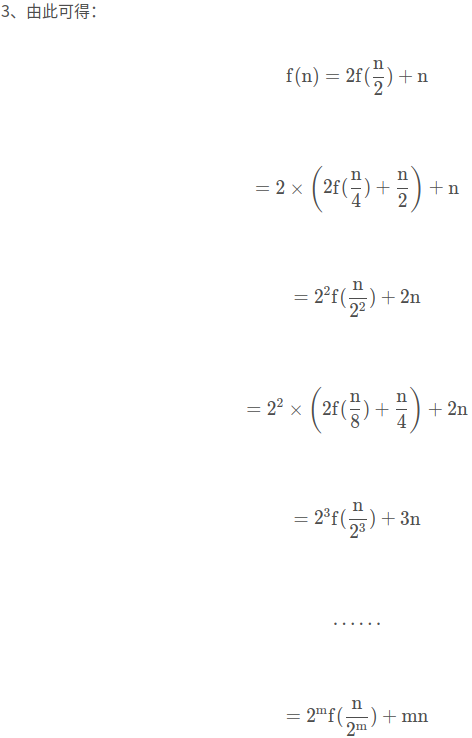 3、由此可得：
f(n) = 2f(n/2) + n
= 2 × (2f(n/4) + n/2) + n
= 2²f(n/2²) + 2n
= 2² × (2f(n/8) + n/4) + 2n
= 2³f(n/2³) + 3n
······
= 2ᵐf(n/2ᵐ) + mn